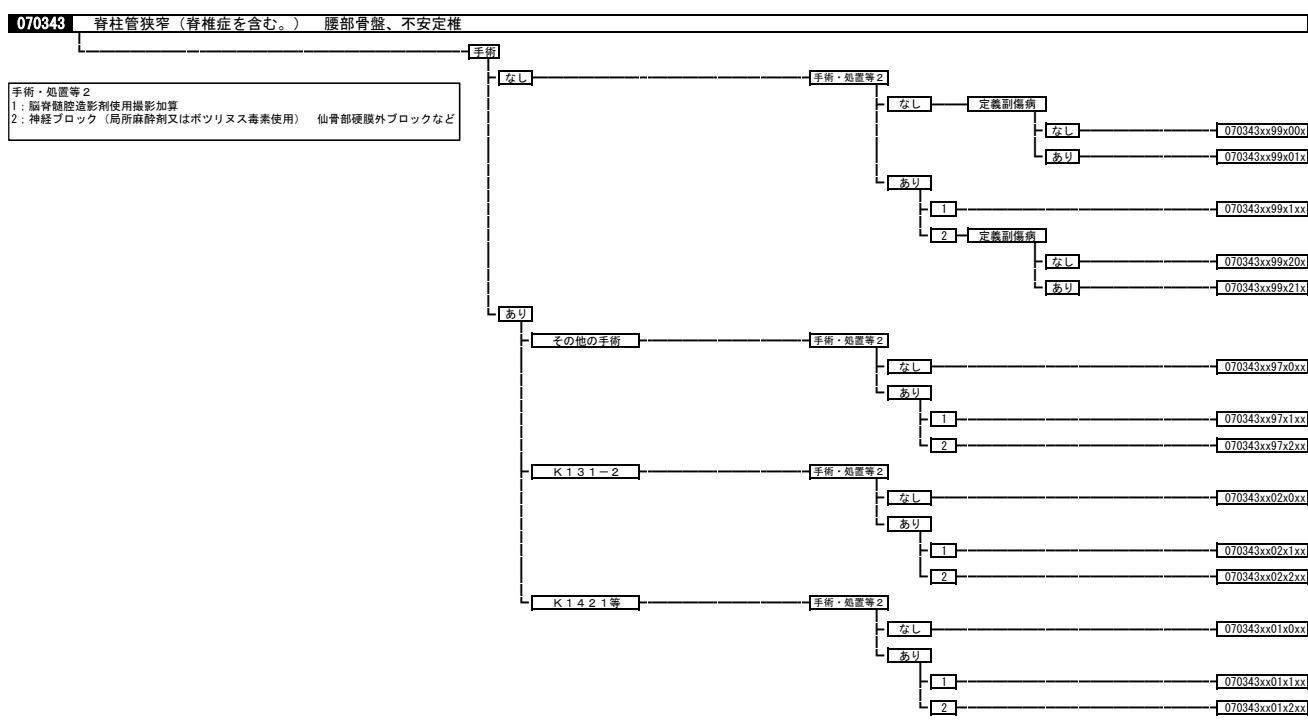 070343 脊柱管狭窄（脊椎症を含む。） 腰部骨盤、不安定椎
手術
なし 手術・処置等２
手術・処置等２
1：脳脊髄腔造影剤使用撮影加算
2：神経ブロック（局所麻酔剤又はボツリヌス毒素使用） 仙骨部硬膜外ブロックなど
なし 定義副傷病
なし 070343xx99x00x
あり 070343xx99x01x
あり
1 070343xx99x1xx
2 定義副傷病
なし 070343xx99x20x
あり 070343xx99x21x
あり
その他の手術 手術・処置等２
なし 070343xx97x0xx
あり
1 070343xx97x1xx
2 070343xx97x2xx
Ｋ１３１－２ 手術・処置等２
なし 070343xx02x0xx
あり
1 070343xx02x1xx
2 070343xx02x2xx
Ｋ１４２１等 手術・処置等２
なし 070343xx01x0xx
あり
1 070343xx01x1xx
2 070343xx01x2xx